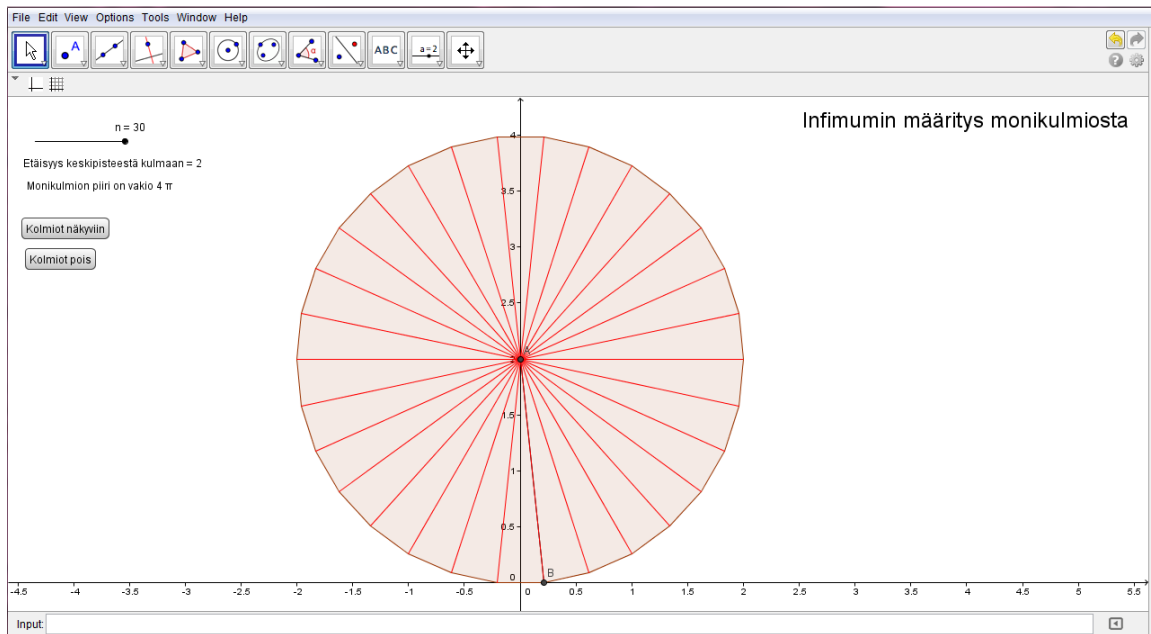 File Edit View Options Tools Window Help
A
α
ABC
a = 2
Infimumin määritys monikulmiosta
n = 30
Etäisyys keskipisteestä kulmaan = 2
Monikulmion piiri on vakio 4 π
Kolmiot näkyviin
Kolmiot pois
4
3.5
3
2.5
2
A
1.5
1
0.5
0
B
-4.5 -4 -3.5 -3 -2.5 -2 -1.5 -1 -0.5 0 0.5 1 1.5 2 2.5 3 3.5 4 4.5 5 5.5
Input: